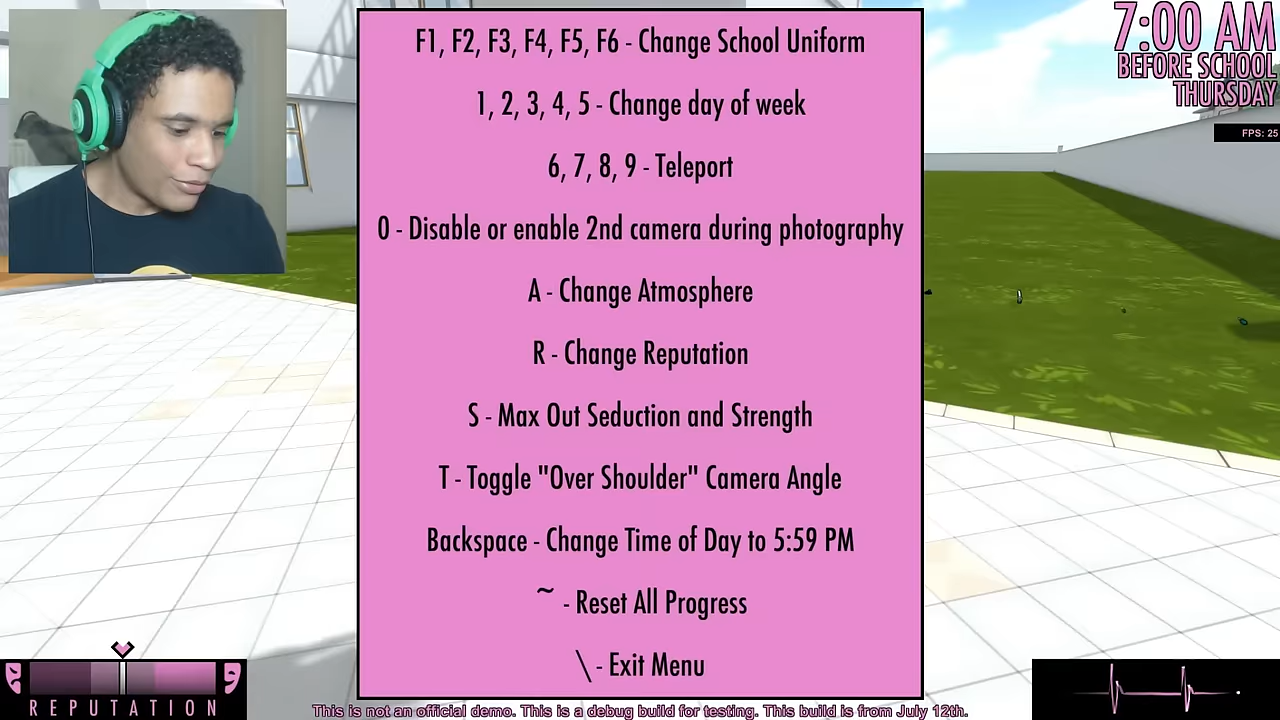 F1, F2, F3, F4, F5, F6 - Change School Uniform
1, 2, 3, 4, 5 - Change day of week
6, 7, 8, 9 - Teleport
0 - Disable or enable 2nd camera during photography
A - Change Atmosphere
R - Change Reputation
S - Max Out Seduction and Strength
T - Toggle "Over Shoulder" Camera Angle
Backspace - Change Time of Day to 5:59 PM
~ - Reset All Progress
\ - Exit Menu
7:00 AM
BEFORE SCHOOL
THURSDAY
FPS: 25
REPUTATION
This is not an official demo. This is a debug build for testing. This build is from July 12th.